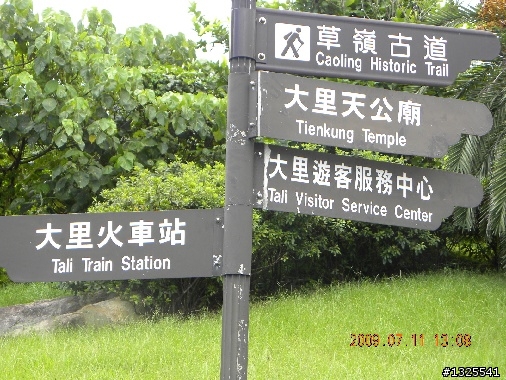 草嶺古道
Caoling Historic Trail
大里天公廟
Tienkung Temple
大里遊客服務中心
Tali Visitor Service Center
大里火車站
Tali Train Station
2009.07.11 13:08
#1325541